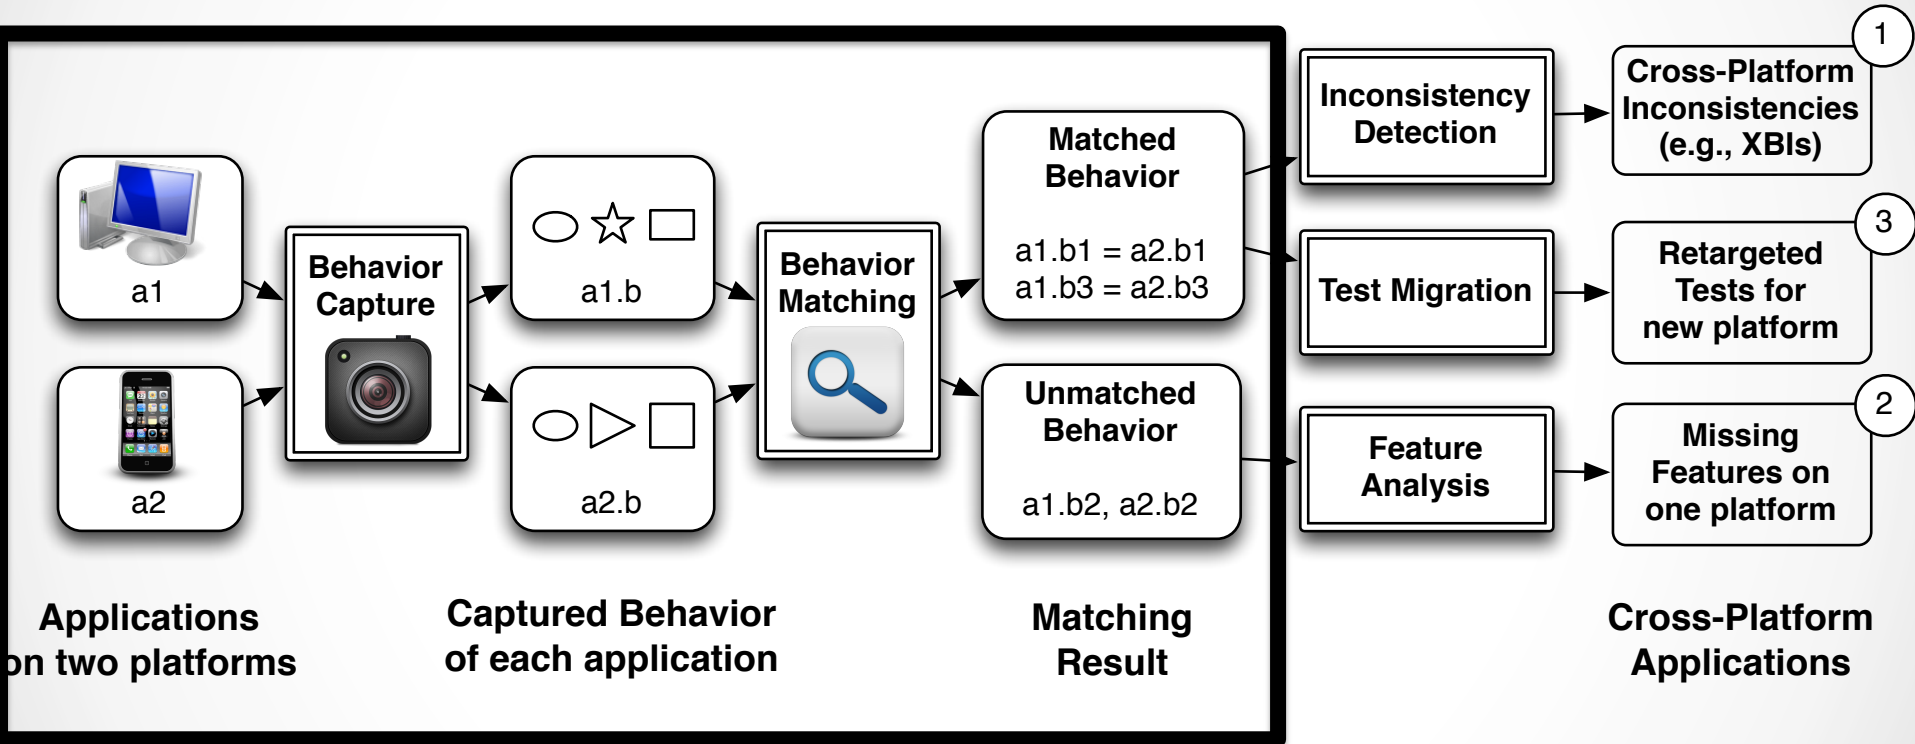 a1
a2
Applications
on two platforms
Behavior
Capture
a1.b
a2.b
Captured Behavior
of each application
Behavior
Matching
Matched
Behavior
a1.b1 = a2.b1
a1.b3 = a2.b3
Unmatched
Behavior
a1.b2, a2.b2
Matching
Result
Inconsistency
Detection
Test Migration
Feature
Analysis
1
Cross-Platform
Inconsistencies
(e.g., XBIs)
3
Retargeted
Tests for
new platform
2
Missing
Features on
one platform
Cross-Platform
Applications